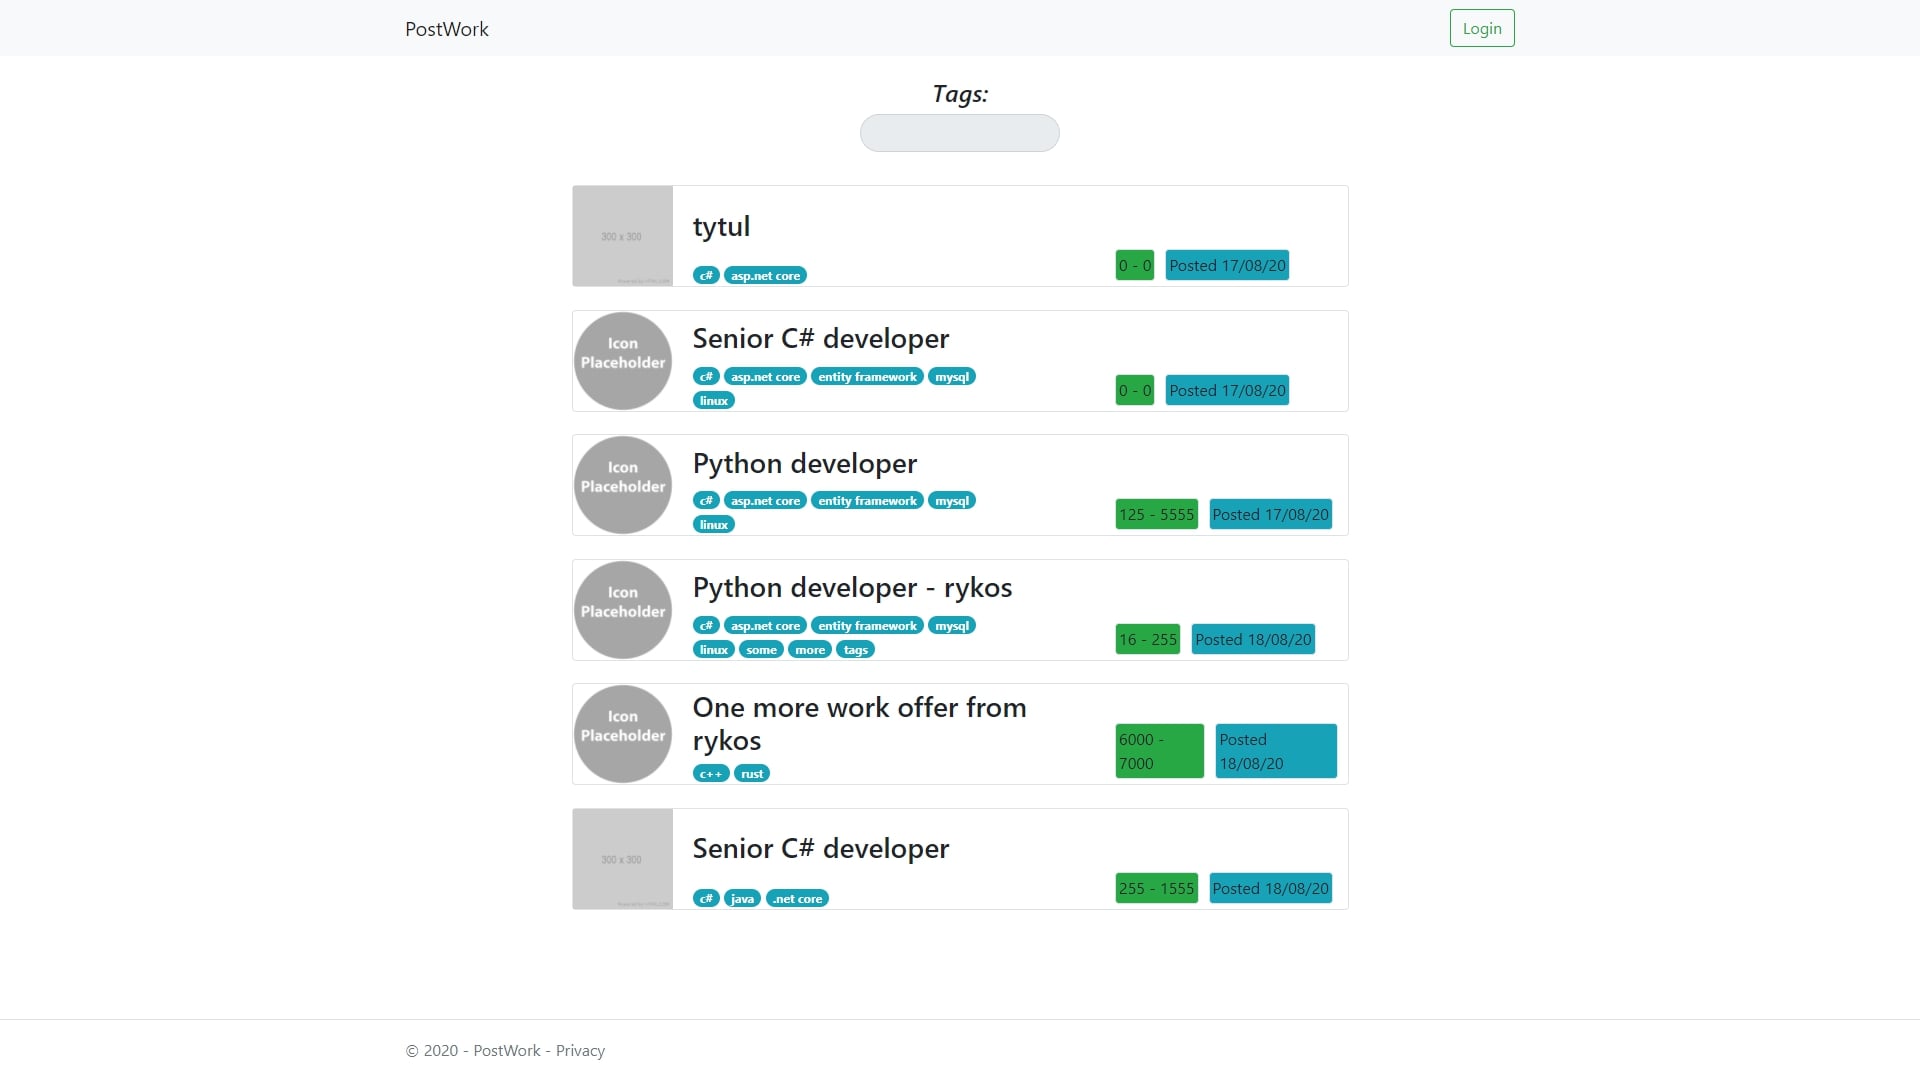 PostWork
Login
Tags:
300 x 300
tytul
c# asp.net core
0 - 0 Posted 17/08/20
Icon
Placeholder
Senior C# developer
c# asp.net core entity framework mysql
linux
0 - 0 Posted 17/08/20
Icon
Placeholder
Python developer
c# asp.net core entity framework mysql
linux
125 - 5555 Posted 17/08/20
Icon
Placeholder
Python developer - rykos
c# asp.net core entity framework mysql
linux some more tags
16 - 255 Posted 18/08/20
Icon
Placeholder
One more work offer from
rykos
c++ rust
6000 -
7000
Posted
18/08/20
300 x 300
Senior C# developer
c# java .net core
255 - 1555 Posted 18/08/20
© 2020 - PostWork - Privacy